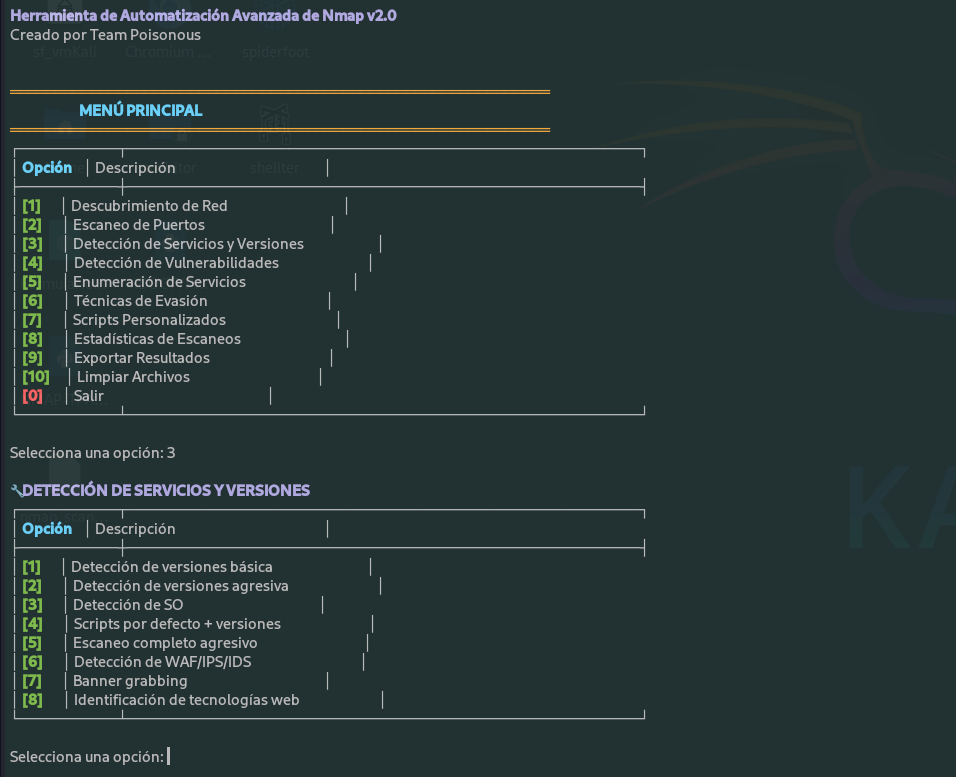 Herramienta de Automatización Avanzada de Nmap v2.0
Creado por Team Poisonous
sf_vmKali Chromium ... spiderfoot
MENÚ PRINCIPAL
Opción | Descripción |
shellter
[1] | Descubrimiento de Red |
[2] | Escaneo de Puertos |
[3] | Detección de Servicios y Versiones |
[4] | Detección de Vulnerabilidades |
[5] | Enumeración de Servicios |
[6] | Técnicas de Evasión |
[7] | Scripts Personalizados |
[8] | Estadísticas de Escaneos |
[9] | Exportar Resultados |
[10] | Limpiar Archivos |
[0] | Salir |
Selecciona una opción: 3
DETECCIÓN DE SERVICIOS Y VERSIONES
Opción | Descripción |
[1] | Detección de versiones básica |
[2] | Detección de versiones agresiva |
[3] | Detección de SO |
[4] | Scripts por defecto + versiones |
[5] | Escaneo completo agresivo |
[6] | Detección de WAF/IPS/IDS |
[7] | Banner grabbing |
[8] | Identificación de tecnologías web |
Selecciona una opción:
KA